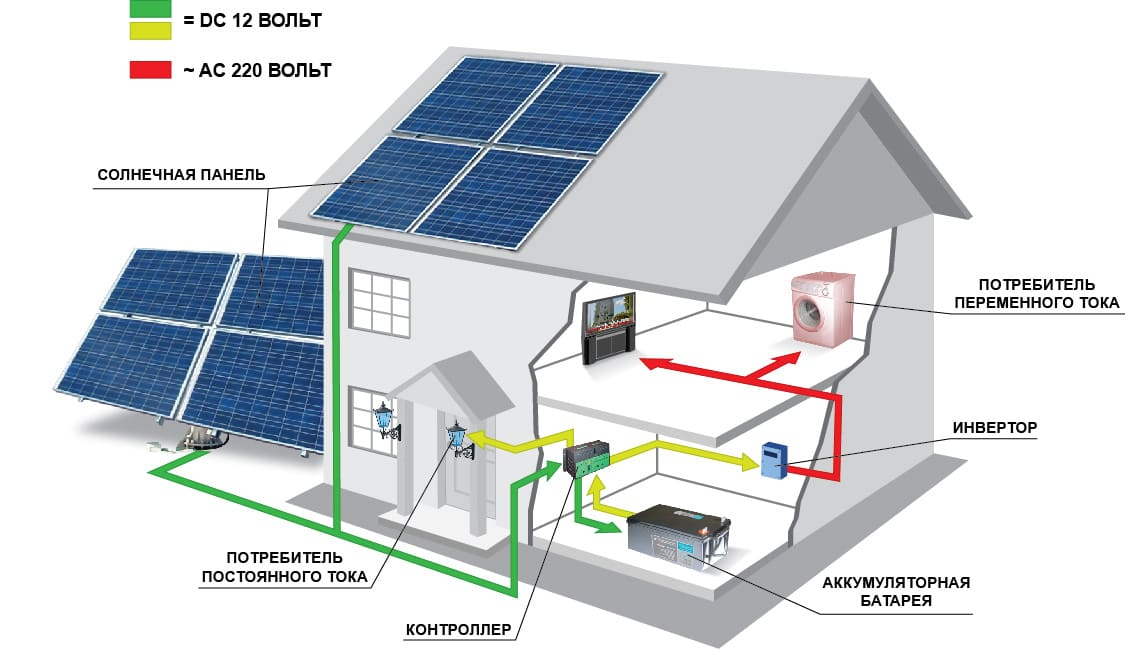 = DC 12 ВОЛЬТ
~ AC 220 ВОЛЬТ
СОЛНЕЧНАЯ ПАНЕЛЬ
ПОТРЕБИТЕЛЬ
ПЕРЕМЕННОГО ТОКА
ИНВЕРТОР
ПОТРЕБИТЕЛЬ
ПОСТОЯННОГО ТОКА
АККУМУЛЯТОРНАЯ
БАТАРЕЯ
КОНТРОЛЛЕР